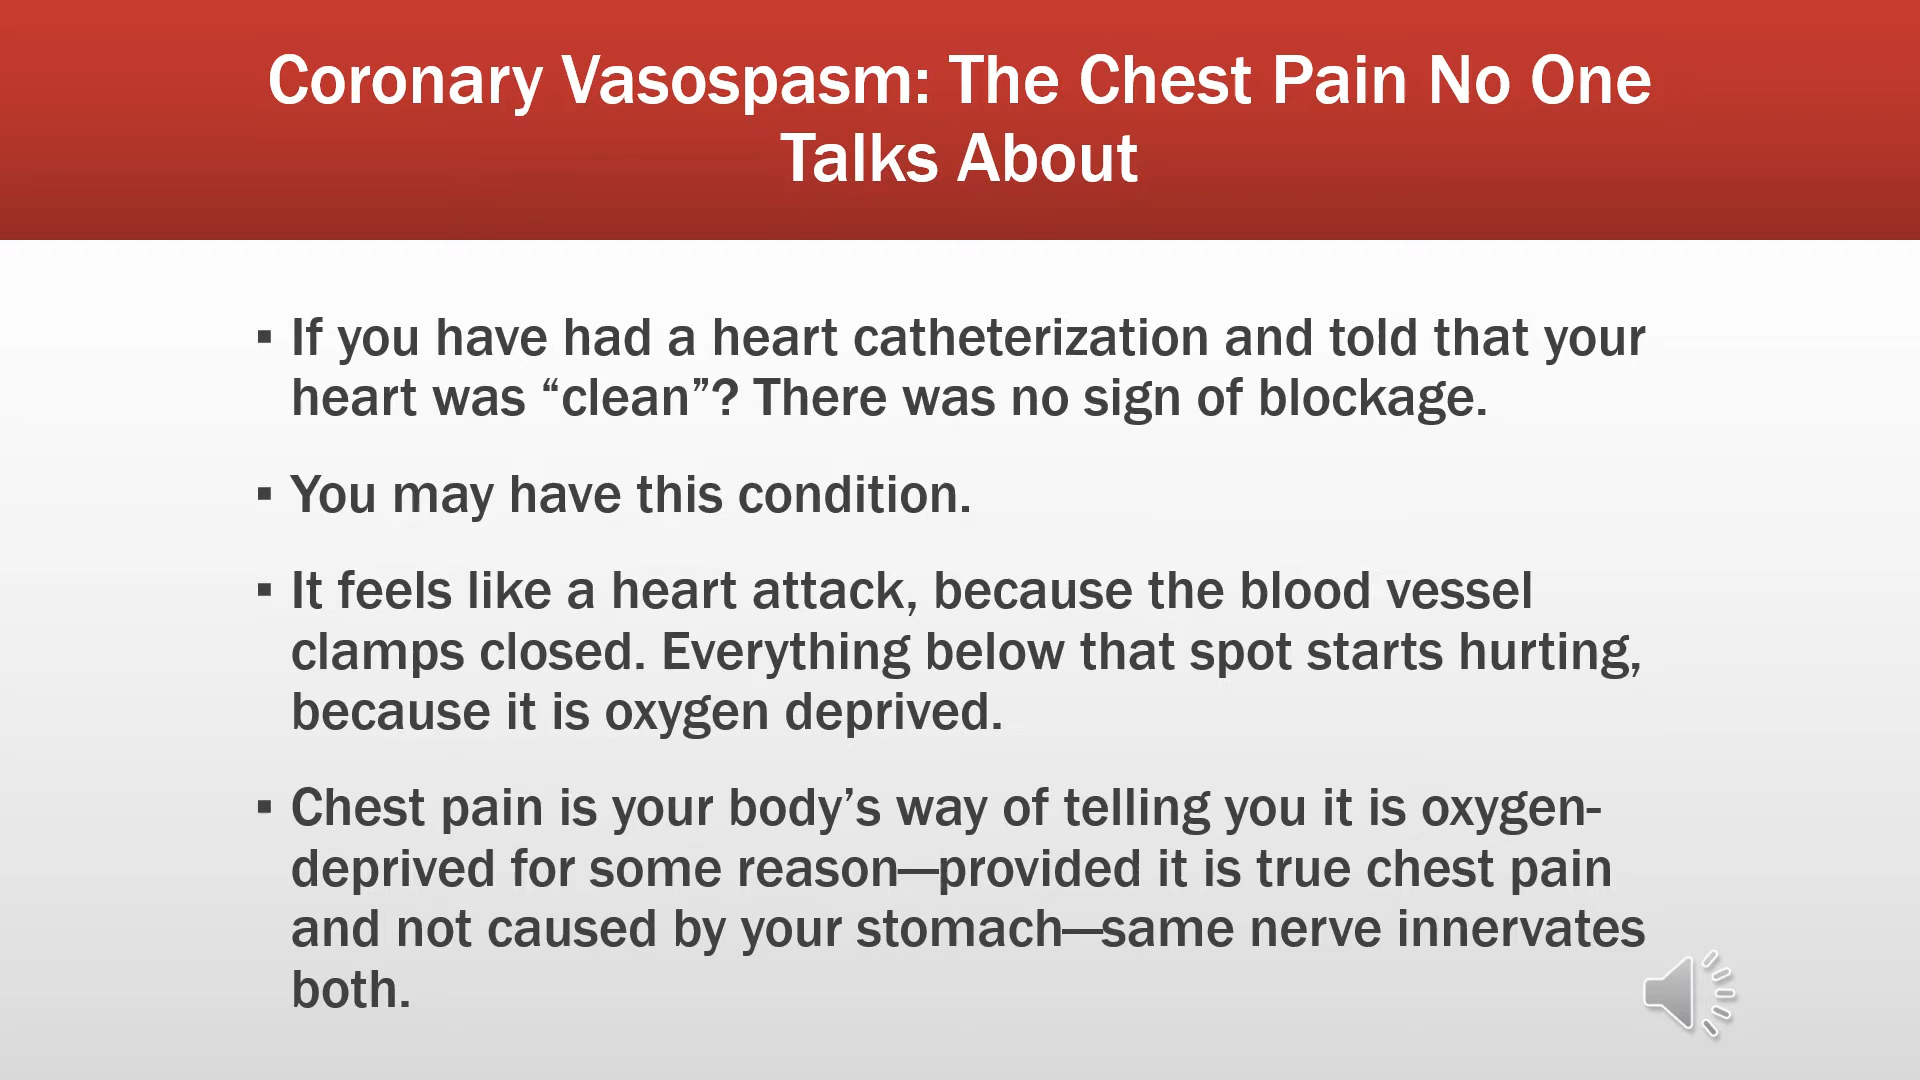 Coronary Vasospasm: The Chest Pain No One
Talks About
▪ If you have had a heart catheterization and told that your
heart was “clean”? There was no sign of blockage.
▪ You may have this condition.
▪ It feels like a heart attack, because the blood vessel
clamps closed. Everything below that spot starts hurting,
because it is oxygen deprived.
▪ Chest pain is your body’s way of telling you it is oxygen-
deprived for some reason—provided it is true chest pain
and not caused by your stomach—same nerve innervates
both.